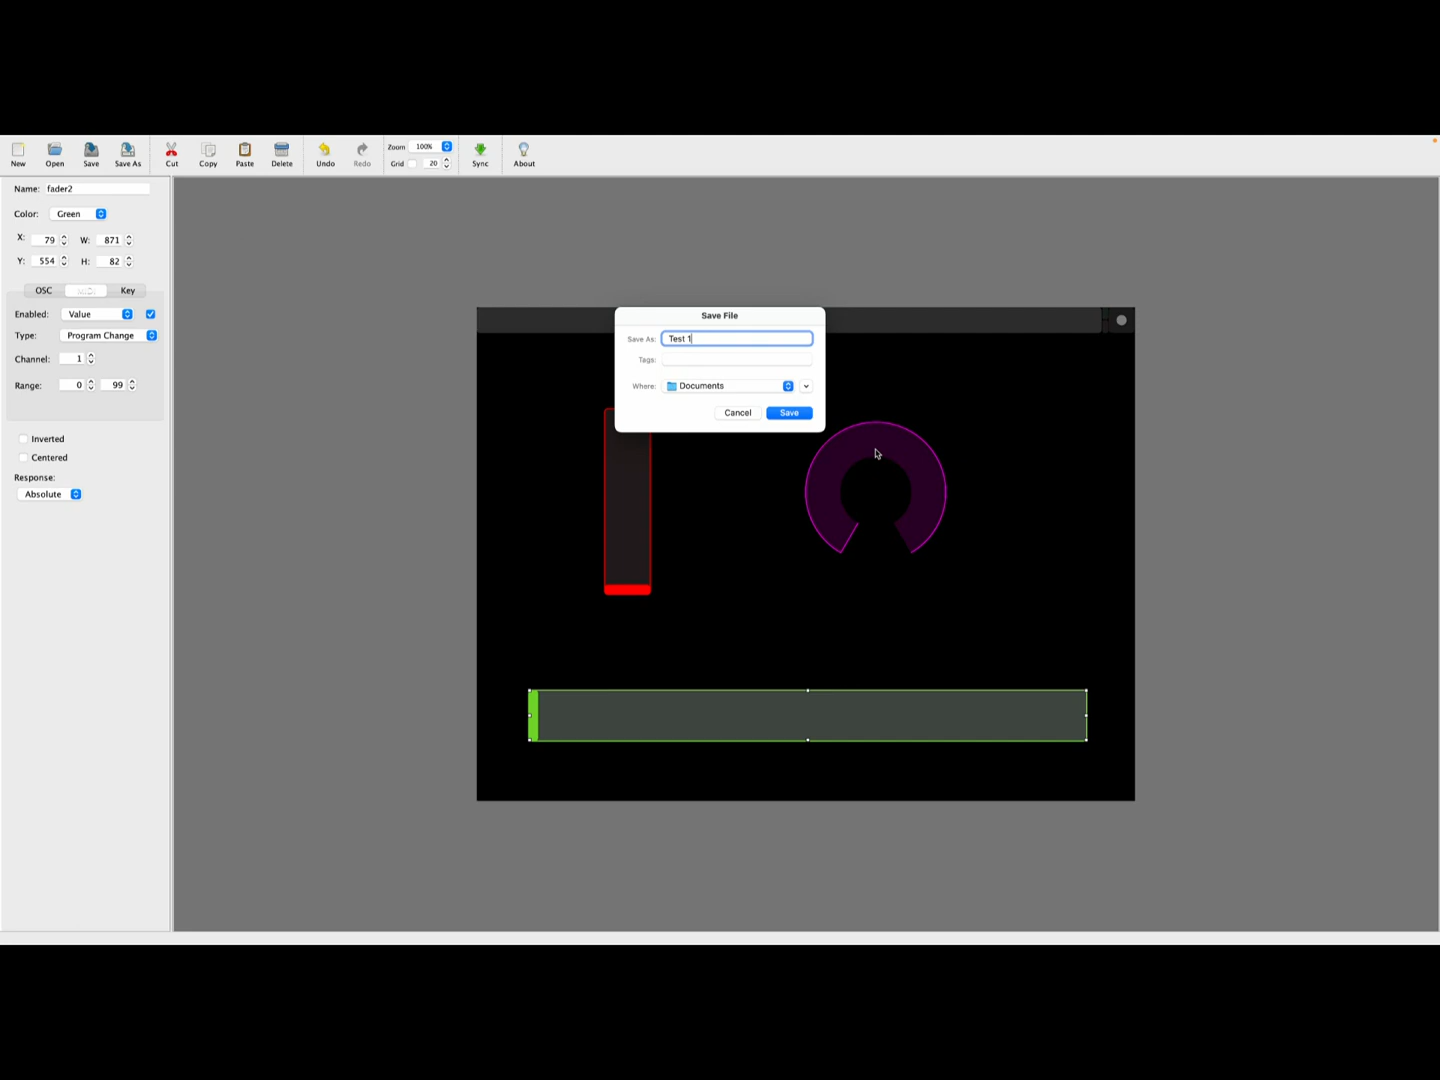 New Open Save Save As Cut Copy Paste Delete Undo Redo Zoom 100% Grid 20 Sync About
Name: fader2
Color: Green
X: 79 W: 871
Y: 554 H: 82
OSC MIDI Key
Enabled: Value
Type: Program Change
Channel: 1
Range: 0 99
Inverted
Centered
Response:
Absolute
Save File
Save As: Test 1
Tags:
Where: Documents
Cancel Save